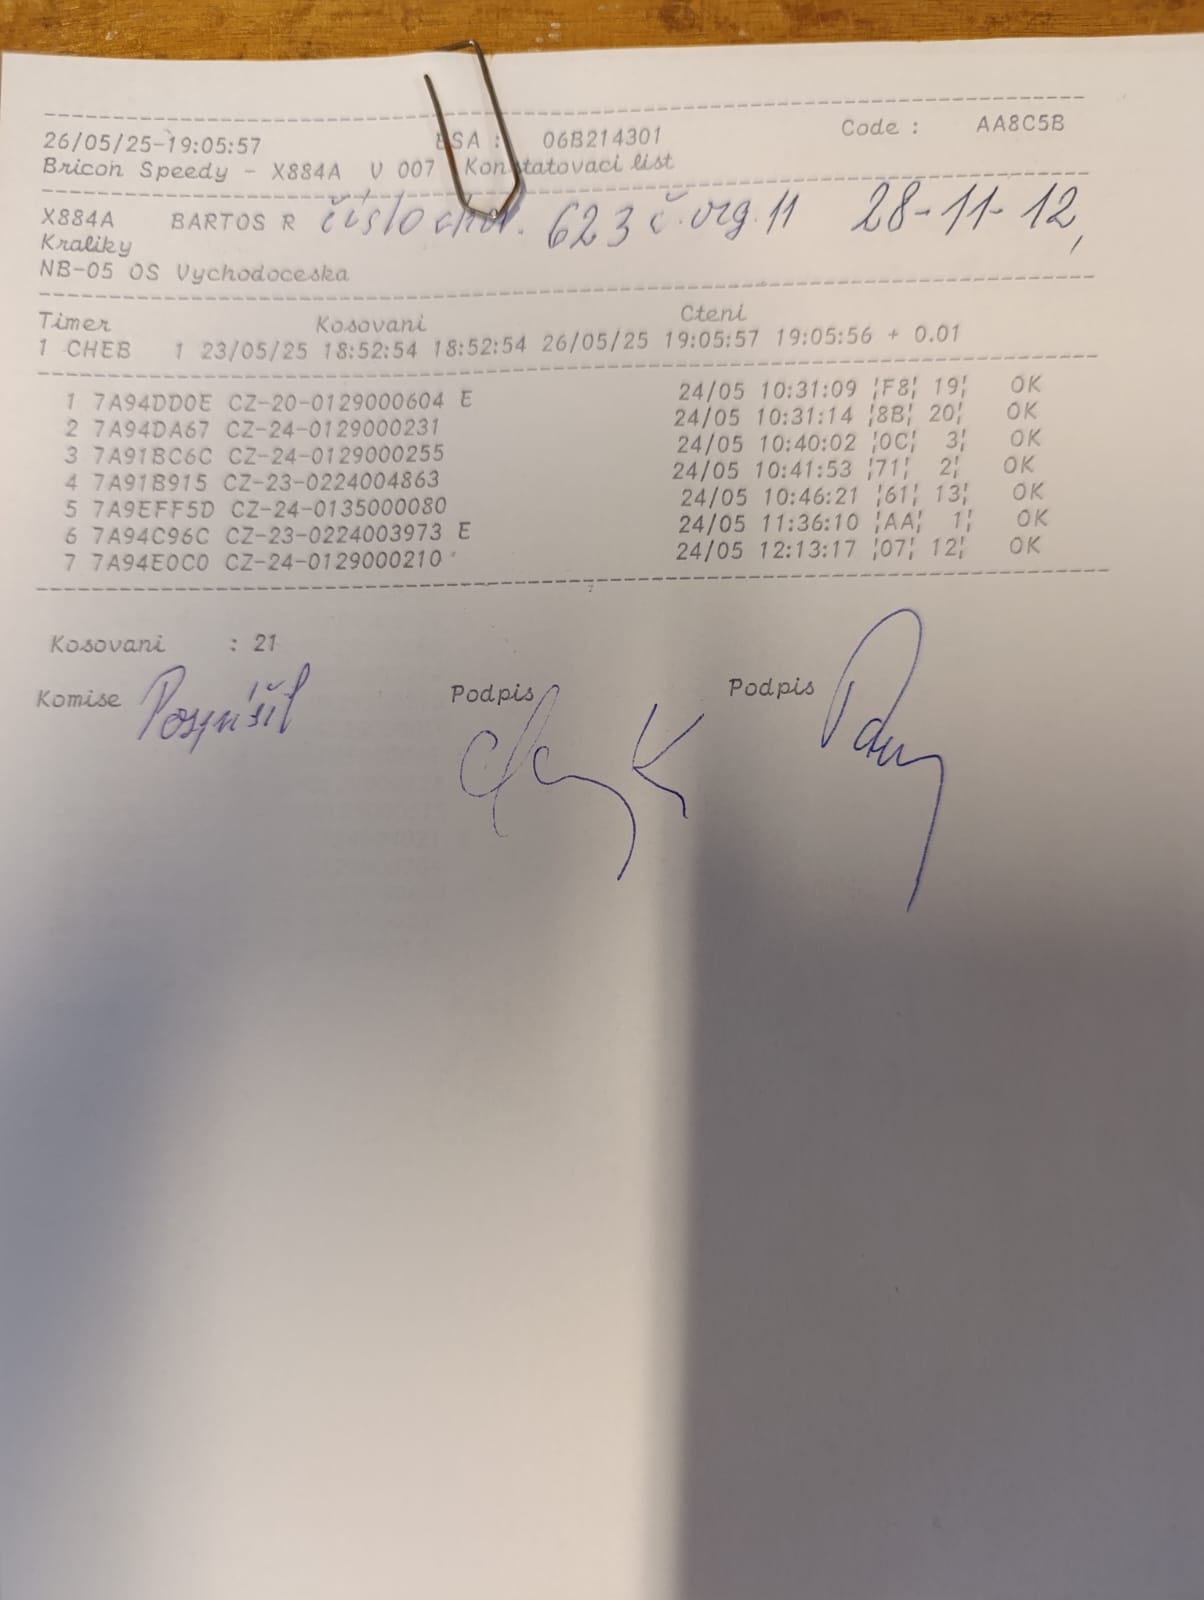 26/05/25-19:05:57 ESA : 06B214301 Code : AA8C5B
Bricon Speedy - X884A V 007 Konstatovaci list
X884A BARTOS R číslo chov. 623 č. org. 11 28-11-12,
Kraliky
NB-05 OS Vychodoceska
Timer Kosovani Cteni
1 CHEB 1 23/05/25 18:52:54 18:52:54 26/05/25 19:05:57 19:05:56 + 0.01
1 7A94DD0E CZ-20-0129000604 E 24/05 10:31:09 ¦F8¦ 19¦ OK
2 7A94DA67 CZ-24-0129000231 24/05 10:31:14 ¦8B¦ 20¦ OK
3 7A91BC6C CZ-24-0129000255 24/05 10:40:02 ¦0C¦ 3¦ OK
4 7A91B915 CZ-23-0224004863 24/05 10:41:53 ¦71¦ 2¦ OK
5 7A9EFF5D CZ-24-0135000080 24/05 10:46:21 ¦61¦ 13¦ OK
6 7A94C96C CZ-23-0224003973 E 24/05 11:36:10 ¦AA¦ 1¦ OK
7 7A94E0C0 CZ-24-0129000210 24/05 12:13:17 ¦07¦ 12¦ OK
Kosovani : 21
Komise Pospíšil Podpis Podpis